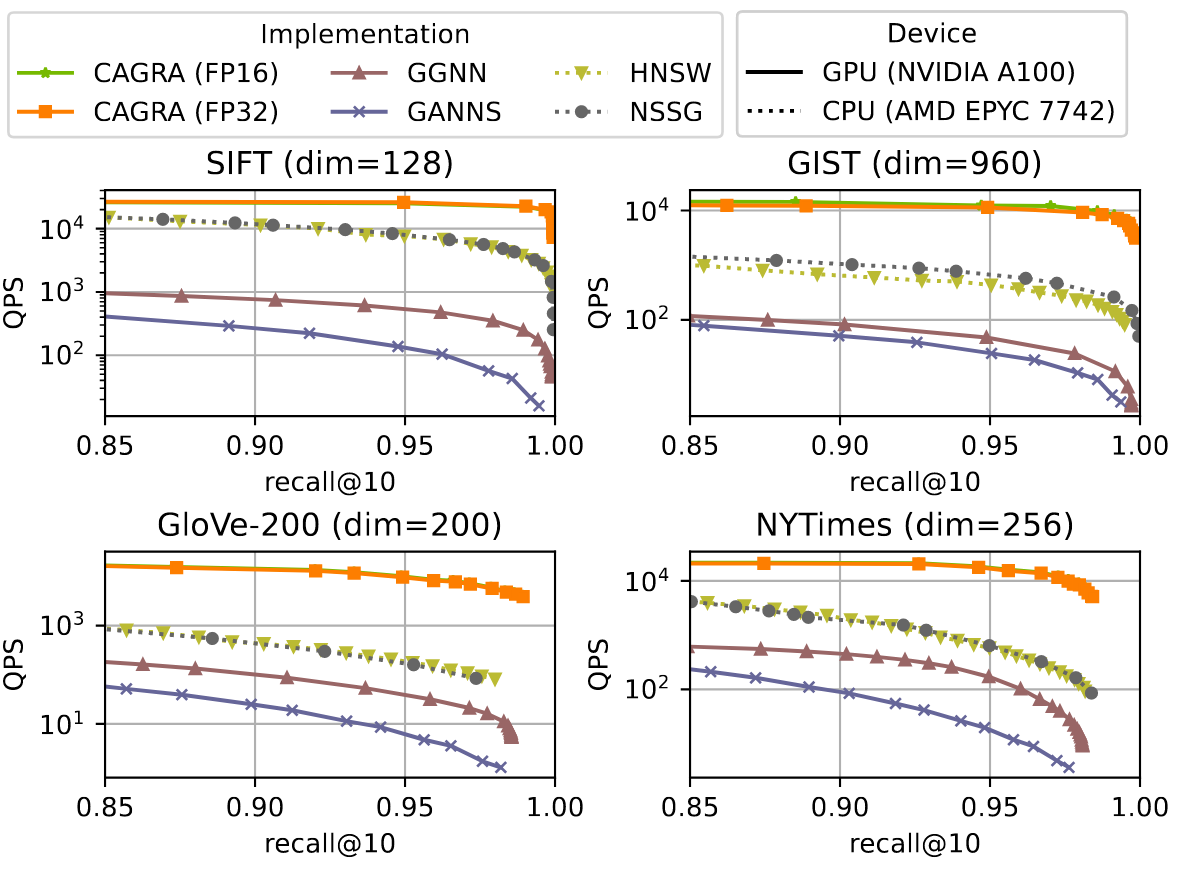 Implementation
CAGRA (FP16)
GGNN
HNSW
CAGRA (FP32)
GANNS
NSSG
Device
GPU (NVIDIA A100)
CPU (AMD EPYC 7742)
SIFT (dim=128)
QPS
10^4
10^3
10^2
0.85 0.90 0.95 1.00
recall@10
GIST (dim=960)
QPS
10^4
10^2
0.85 0.90 0.95 1.00
recall@10
GloVe-200 (dim=200)
QPS
10^3
10^1
0.85 0.90 0.95 1.00
recall@10
NYTimes (dim=256)
QPS
10^4
10^2
0.85 0.90 0.95 1.00
recall@10